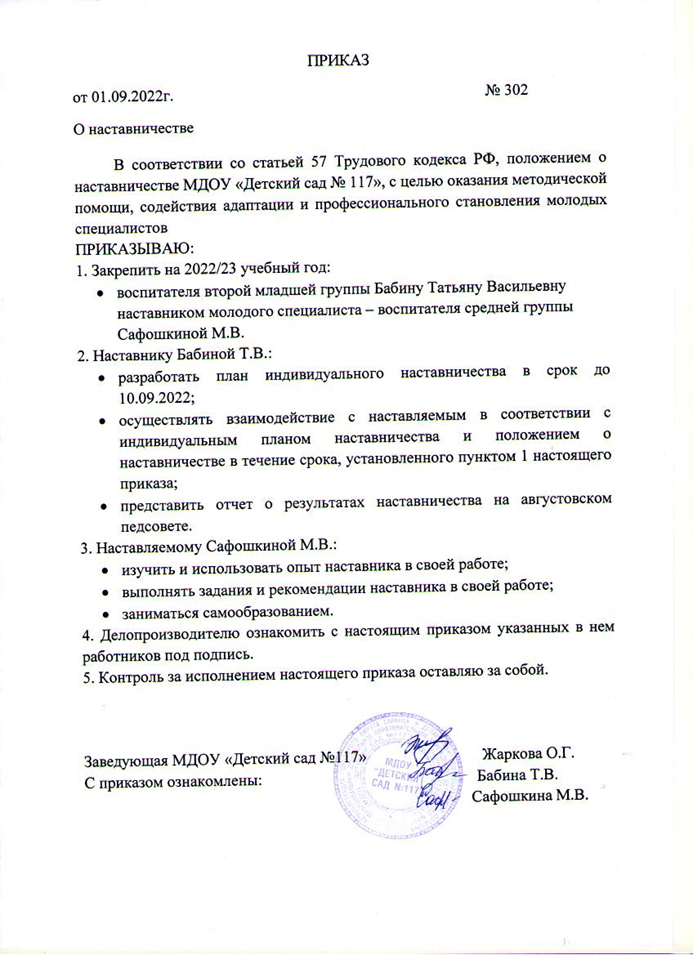 ПРИКАЗ
от 01.09.2022г. № 302
О наставничестве
В соответствии со статьей 57 Трудового кодекса РФ, положением о
наставничестве МДОУ «Детский сад № 117», с целью оказания методической
помощи, содействия адаптации и профессионального становления молодых
специалистов
ПРИКАЗЫВАЮ:
1. Закрепить на 2022/23 учебный год:
• воспитателя второй младшей группы Бабину Татьяну Васильевну
наставником молодого специалиста – воспитателя средней группы
Сафошкиной М.В.
2. Наставнику Бабиной Т.В.:
• разработать план индивидуального наставничества в срок до
10.09.2022;
• осуществлять взаимодействие с наставляемым в соответствии с
индивидуальным планом наставничества и положением о
наставничестве в течение срока, установленного пунктом 1 настоящего
приказа;
• представить отчет о результатах наставничества на августовском
педсовете.
3. Наставляемому Сафошкиной М.В.:
• изучить и использовать опыт наставника в своей работе;
• выполнять задания и рекомендации наставника в своей работе;
• заниматься самообразованием.
4. Делопроизводителю ознакомить с настоящим приказом указанных в нем
работников под подпись.
5. Контроль за исполнением настоящего приказа оставляю за собой.
Заведующая МДОУ «Детский сад №117» Жаркова О.Г.
С приказом ознакомлены: Бабина Т.В.
Сафошкина М.В.
МДОУ
"ДЕТСКИЙ
САД №117"